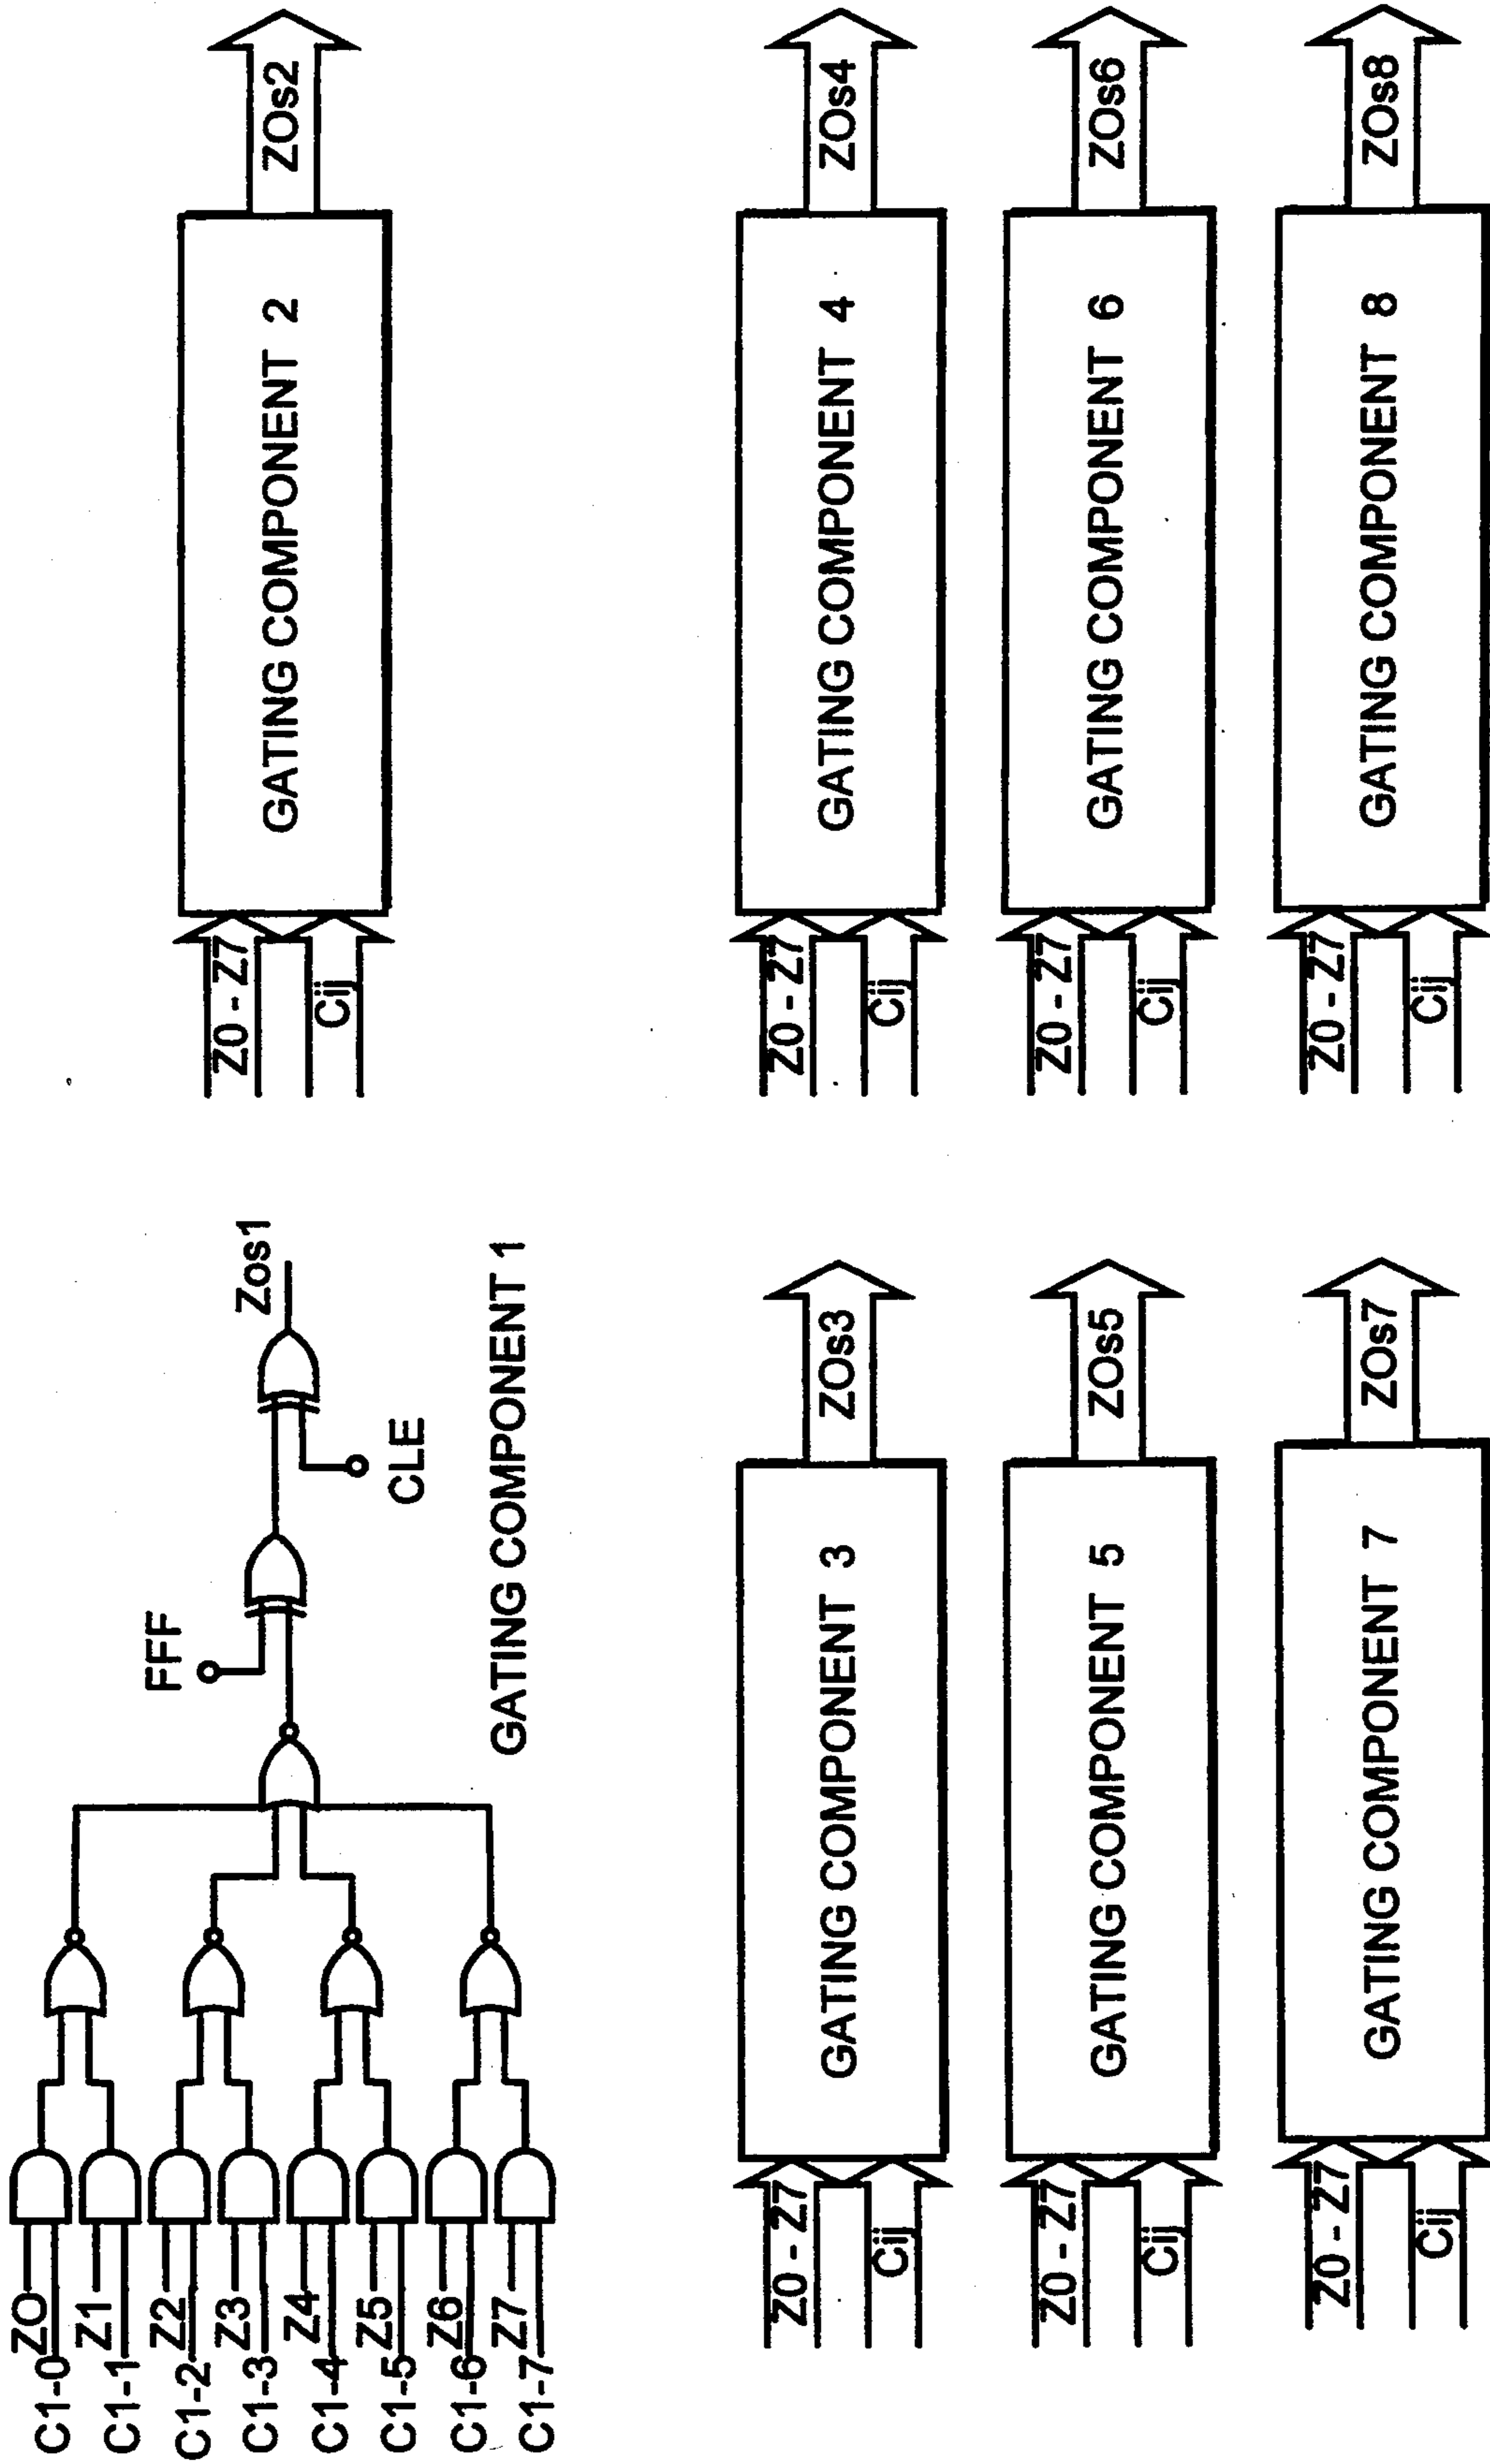 ZO
C1-0
Z1
C1-1
Z2
C1-2
Z3
C1-3
Z4
C1-4
Z5
C1-5
Z6
C1-6
Z7
C1-7
FFF
CLE
Zos1
GATING COMPONENT 1
Z0 - Z7
Cij
GATING COMPONENT 2
ZOs2
Z0 - Z7
Cij
GATING COMPONENT 3
ZOs3
Z0 - Z7
Cij
GATING COMPONENT 4
ZOs4
Z0 - Z7
Cij
GATING COMPONENT 5
ZOs5
Z0 - Z7
Cij
GATING COMPONENT 6
ZOs6
Z0 - Z7
Cij
GATING COMPONENT 7
ZOs7
Z0 - Z7
Cij
GATING COMPONENT 8
ZOs8